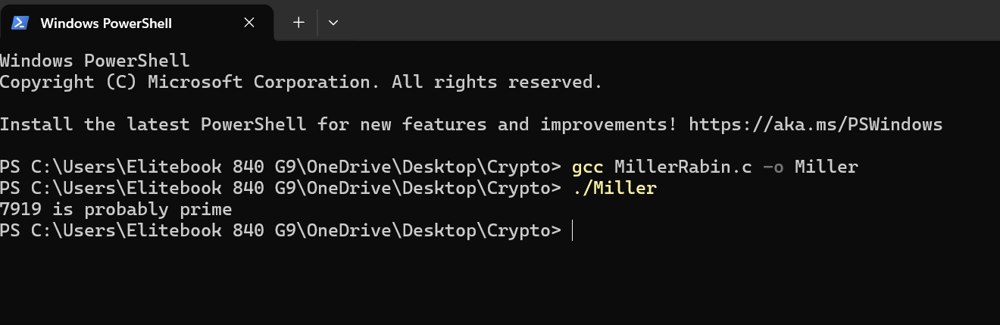 Windows PowerShell
Windows PowerShell
Copyright (C) Microsoft Corporation. All rights reserved.
Install the latest PowerShell for new features and improvements! https://aka.ms/PSWindows
PS C:\Users\Elitebook 840 G9\OneDrive\Desktop\Crypto> gcc MillerRabin.c -o Miller
PS C:\Users\Elitebook 840 G9\OneDrive\Desktop\Crypto> ./Miller
7919 is probably prime
PS C:\Users\Elitebook 840 G9\OneDrive\Desktop\Crypto>